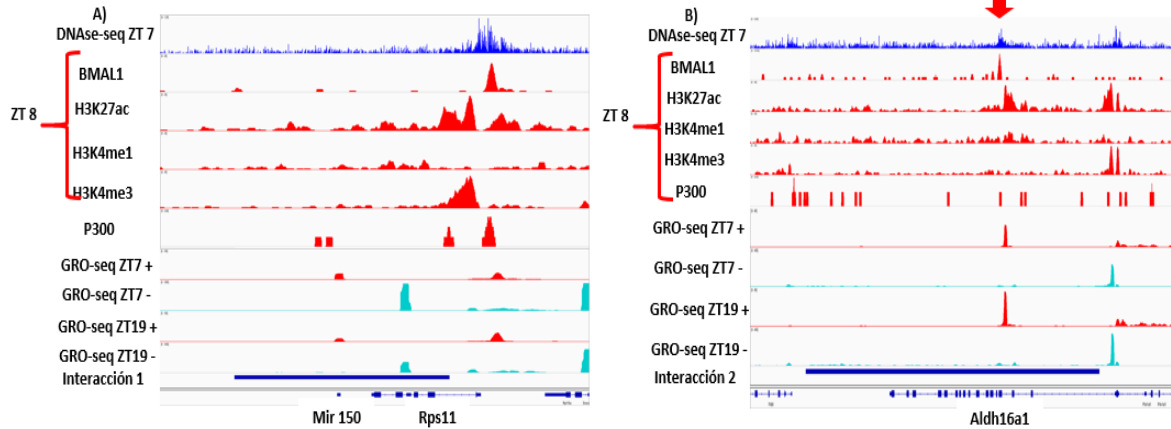 A)
DNAse-seq ZT 7
BMAL1
ZT 8
H3K27ac
H3K4me1
H3K4me3
P300
GRO-seq ZT7 +
GRO-seq ZT7 -
GRO-seq ZT19 +
GRO-seq ZT19 -
Interacción 1
Mir 150
Rps11
B)
DNAse-seq ZT 7
BMAL1
ZT 8
H3K27ac
H3K4me1
H3K4me3
P300
GRO-seq ZT7 +
GRO-seq ZT7 -
GRO-seq ZT19 +
GRO-seq ZT19 -
Interacción 2
Aldh16a1